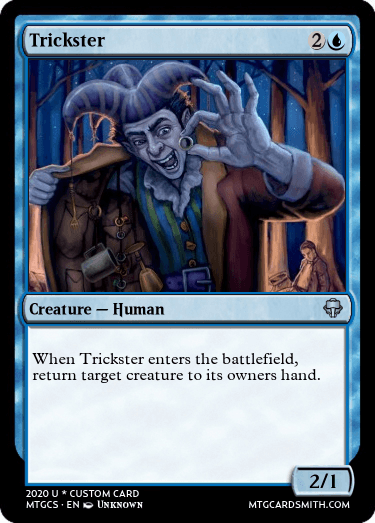 Trickster 2
Creature — Human
When Trickster enters the battlefield,
return target creature to its owners hand.
2/1
2020 U * CUSTOM CARD
MTGCS · EN Unknown
MTGCARDSMITH.COM